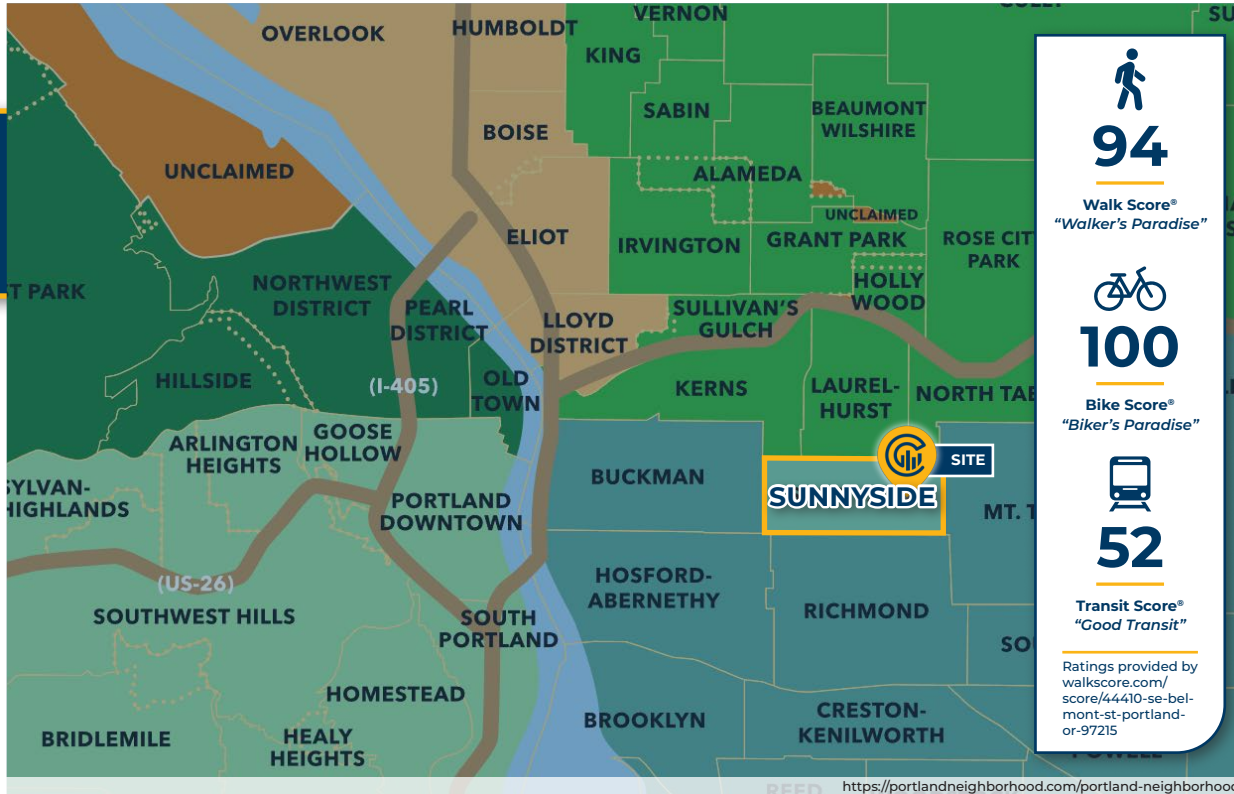 OVERLOOK
HUMBOLDT
VERNON
KING
SABIN
BEAUMONT
WILSHIRE
BOISE
UNCLAIMED
ALAMEDA
UNCLAIMED
ELIOT
IRVINGTON
GRANT PARK
ROSE CIT
PARK
HOLLY
WOOD
T PARK
NORTHWEST
DISTRICT
PEARL
DISTRICT
LLOYD
DISTRICT
SULLIVAN'S
GULCH
HILLSIDE
(I-405)
OLD
TOWN
KERNS
LAUREL-
HURST
NORTH TAB
ARLINGTON
HEIGHTS
GOOSE
HOLLOW
SYLVAN-
HIGHLANDS
PORTLAND
DOWNTOWN
BUCKMAN
SITE
SUNNYSIDE
MT. T
(US-26)
SOUTHWEST HILLS
HOSFORD-
ABERNETHY
RICHMOND
SOUTH
PORTLAND
SOU
HOMESTEAD
BROOKLYN
CRESTON-
KENILWORTH
BRIDLEMILE
HEALY
HEIGHTS
POWELL
REED
94
Walk Score®
“Walker’s Paradise”
100
Bike Score®
“Biker’s Paradise”
52
Transit Score®
“Good Transit”
Ratings provided by
walkscore.com/
score/44410-se-bel-
mont-st-portland-
or-97215
https://portlandneighborhood.com/portland-neighborhood